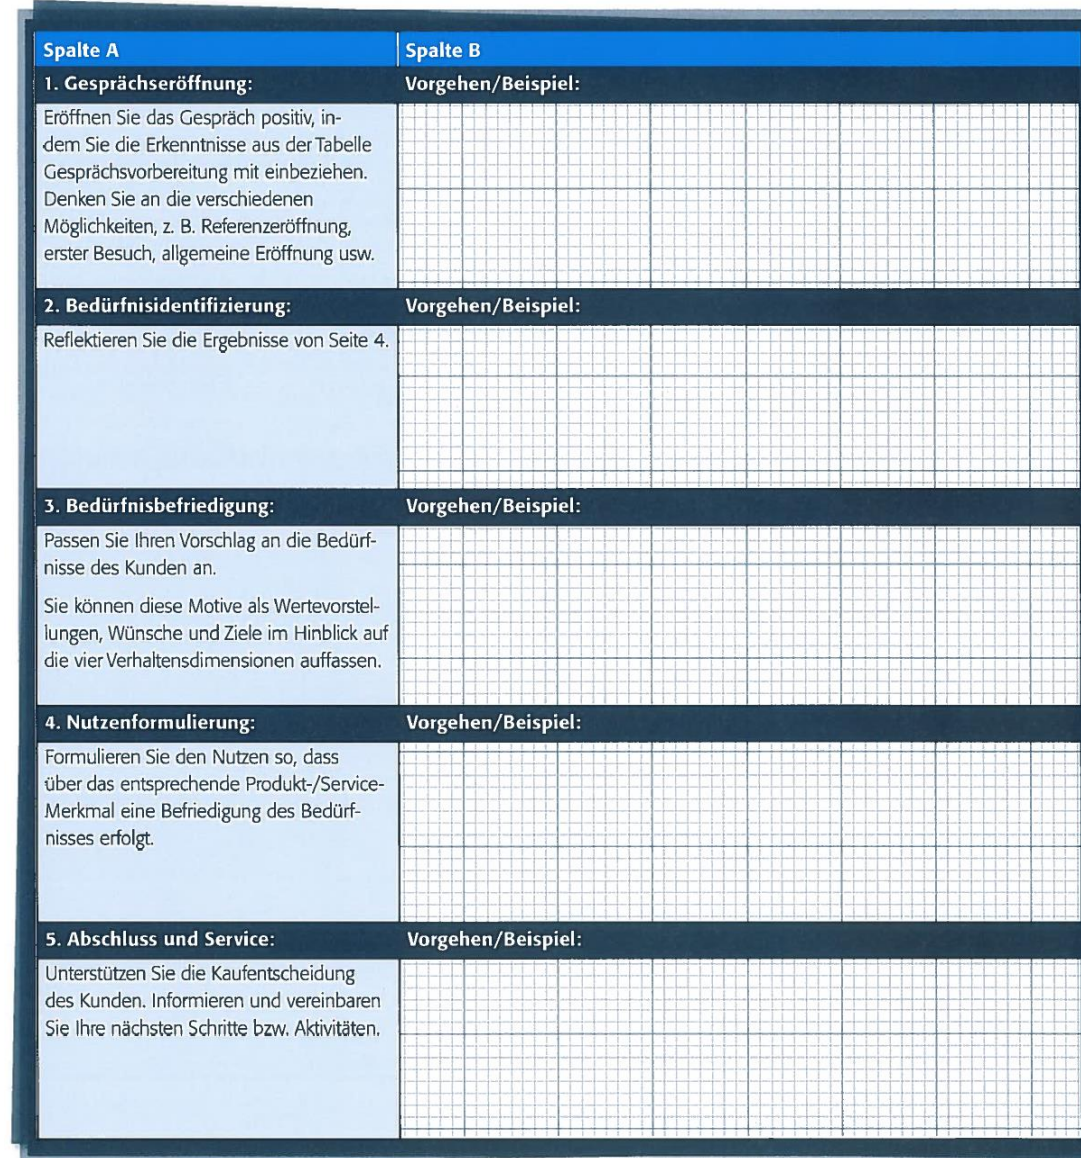 Spalte A
Spalte B
1. Gesprächseröffnung:
Vorgehen/Beispiel:
Eröffnen Sie das Gespräch positiv, in-
dem Sie die Erkenntnisse aus der Tabelle
Gesprächsvorbereitung mit einbeziehen.
Denken Sie an die verschiedenen
Möglichkeiten, z. B. Referenzeröffnung,
erster Besuch, allgemeine Eröffnung usw.
2. Bedürfnisidentifizierung:
Vorgehen/Beispiel:
Reflektieren Sie die Ergebnisse von Seite 4.
3. Bedürfnisbefriedigung:
Vorgehen/Beispiel:
Passen Sie Ihren Vorschlag an die Bedürf-
nisse des Kunden an.
Sie können diese Motive als Wertevorstel-
lungen, Wünsche und Ziele im Hinblick auf
die vier Verhaltensdimensionen auffassen.
4. Nutzenformulierung:
Vorgehen/Beispiel:
Formulieren Sie den Nutzen so, dass
über das entsprechende Produkt-/Service-
Merkmal eine Befriedigung des Bedürf-
nisses erfolgt.
5. Abschluss und Service:
Vorgehen/Beispiel:
Unterstützen Sie die Kaufentscheidung
des Kunden. Informieren und vereinbaren
Sie Ihre nächsten Schritte bzw. Aktivitäten.